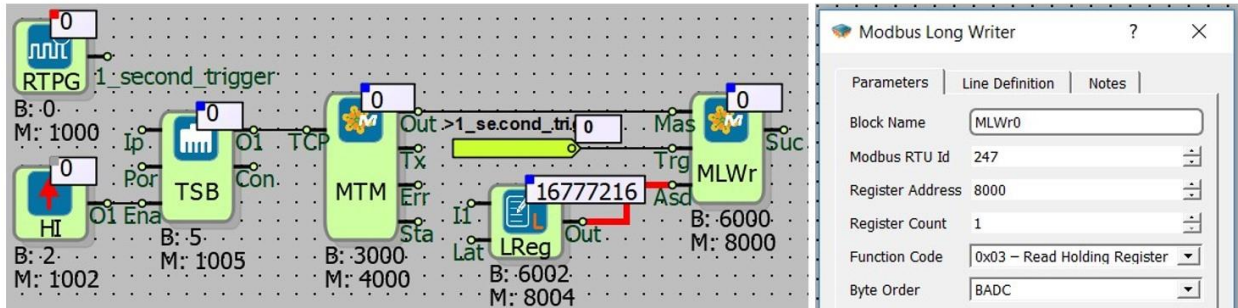 0
RTPG
1_second_trigger
B: 0
M: 1000
0
HI
O1
B: 2
M: 1002
0
Ip
Por
Ena
TSB
O1
Con
B: 5
M: 1005
0
TCP
MTM
Out
Tx
Err
Sta
B: 3000
M: 4000
>1_second_tri
0
16777216
I1
Lat
L
LReg
Out
B: 6002
M: 8004
0
Mas
Trg
Asd
MLWr
Suc
B: 6000
M: 8000
Modbus Long Writer ? ×
Parameters Line Definition Notes
Block Name MLWr0
Modbus RTU Id 247
Register Address 8000
Register Count 1
Function Code 0x03 – Read Holding Register
Byte Order BADC